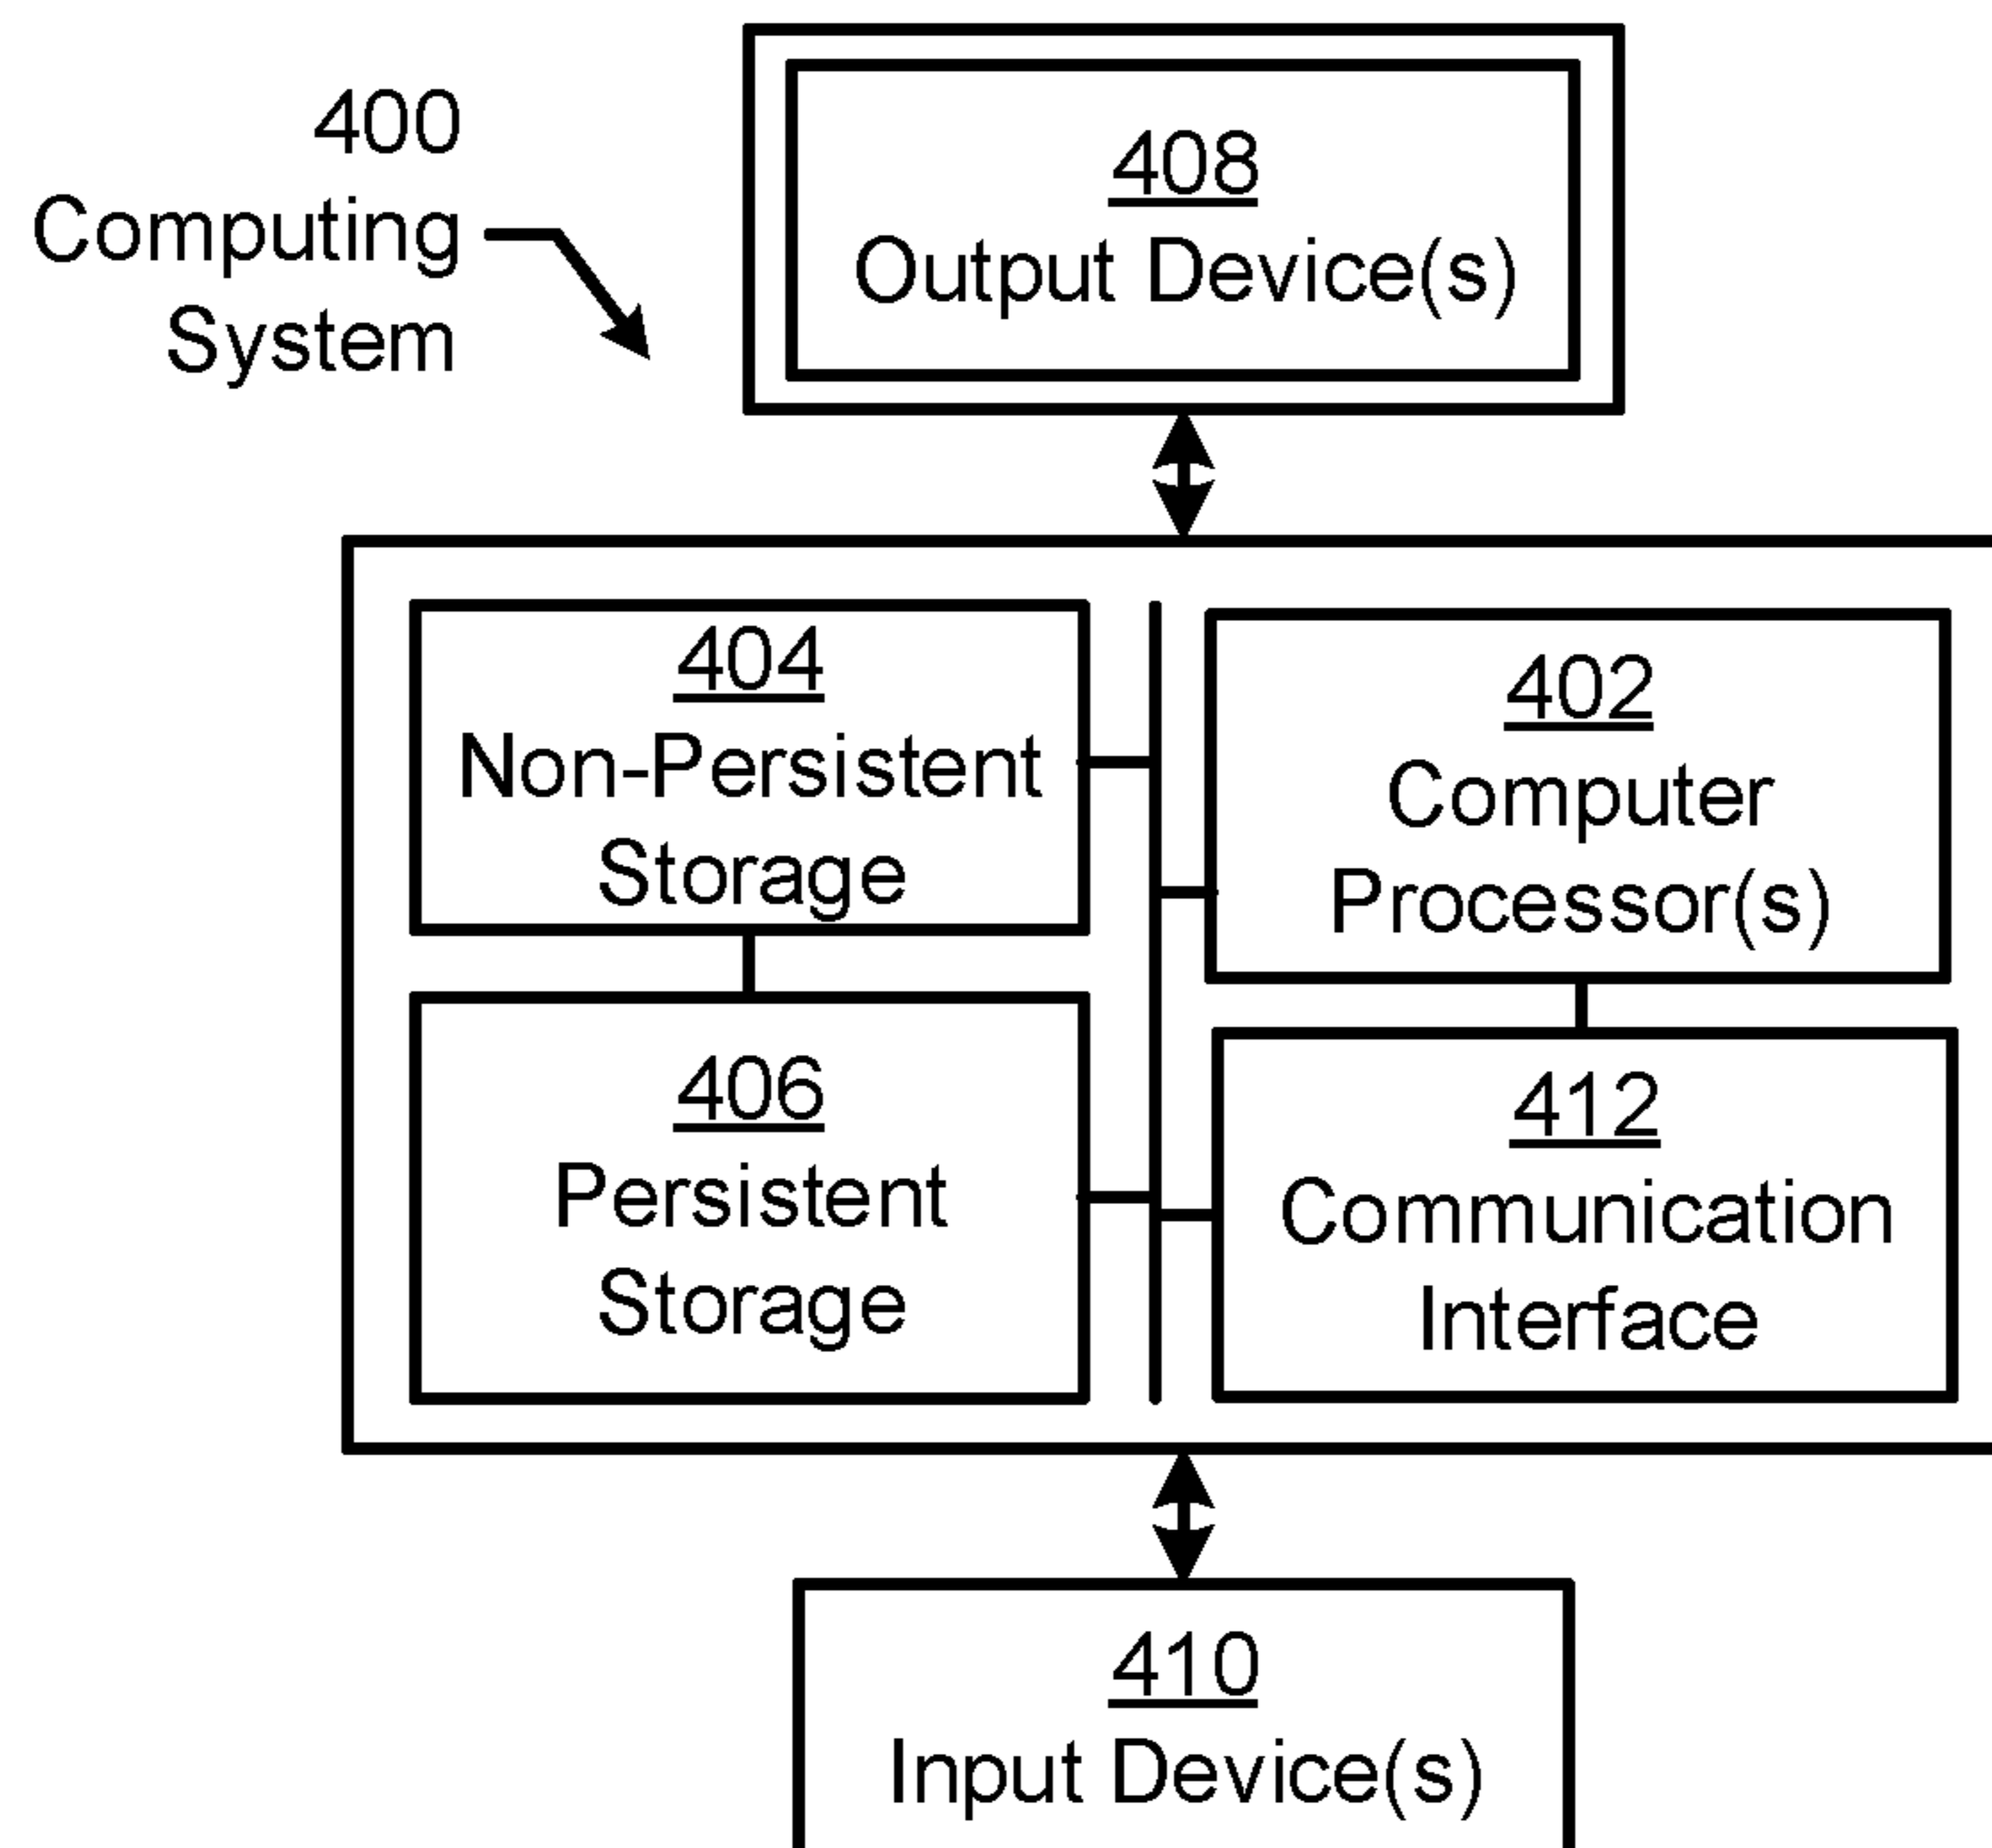 400
Computing
System
408
Output Device(s)
404
Non-Persistent
Storage
402
Computer
Processor(s)
406
Persistent
Storage
412
Communication
Interface
410
Input Device(s)